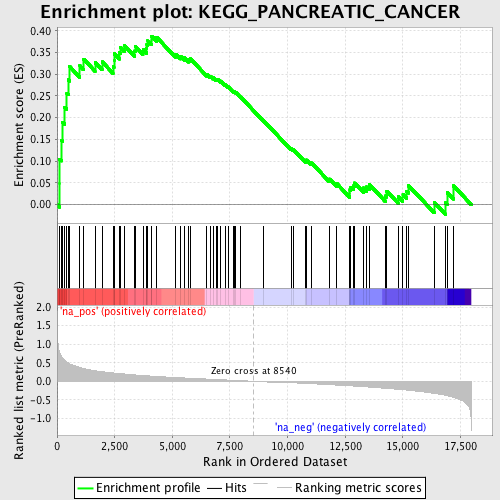 Enrichment plot: KEGG_PANCREATIC_CANCER
Enrichment score (ES)
0.40
0.35
0.30
0.25
0.20
0.15
0.10
0.05
0.00
'na_pos' (positively correlated)
Ranked list metric (PreRanked)
2.0
1.5
1.0
0.5
0.0
-0.5
-1.0
Zero cross at 8540
'na_neg' (negatively correlated)
0
2,500
5,000
7,500
10,000
12,500
15,000
17,500
Rank in Ordered Dataset
Enrichment profile
Hits
Ranking metric scores